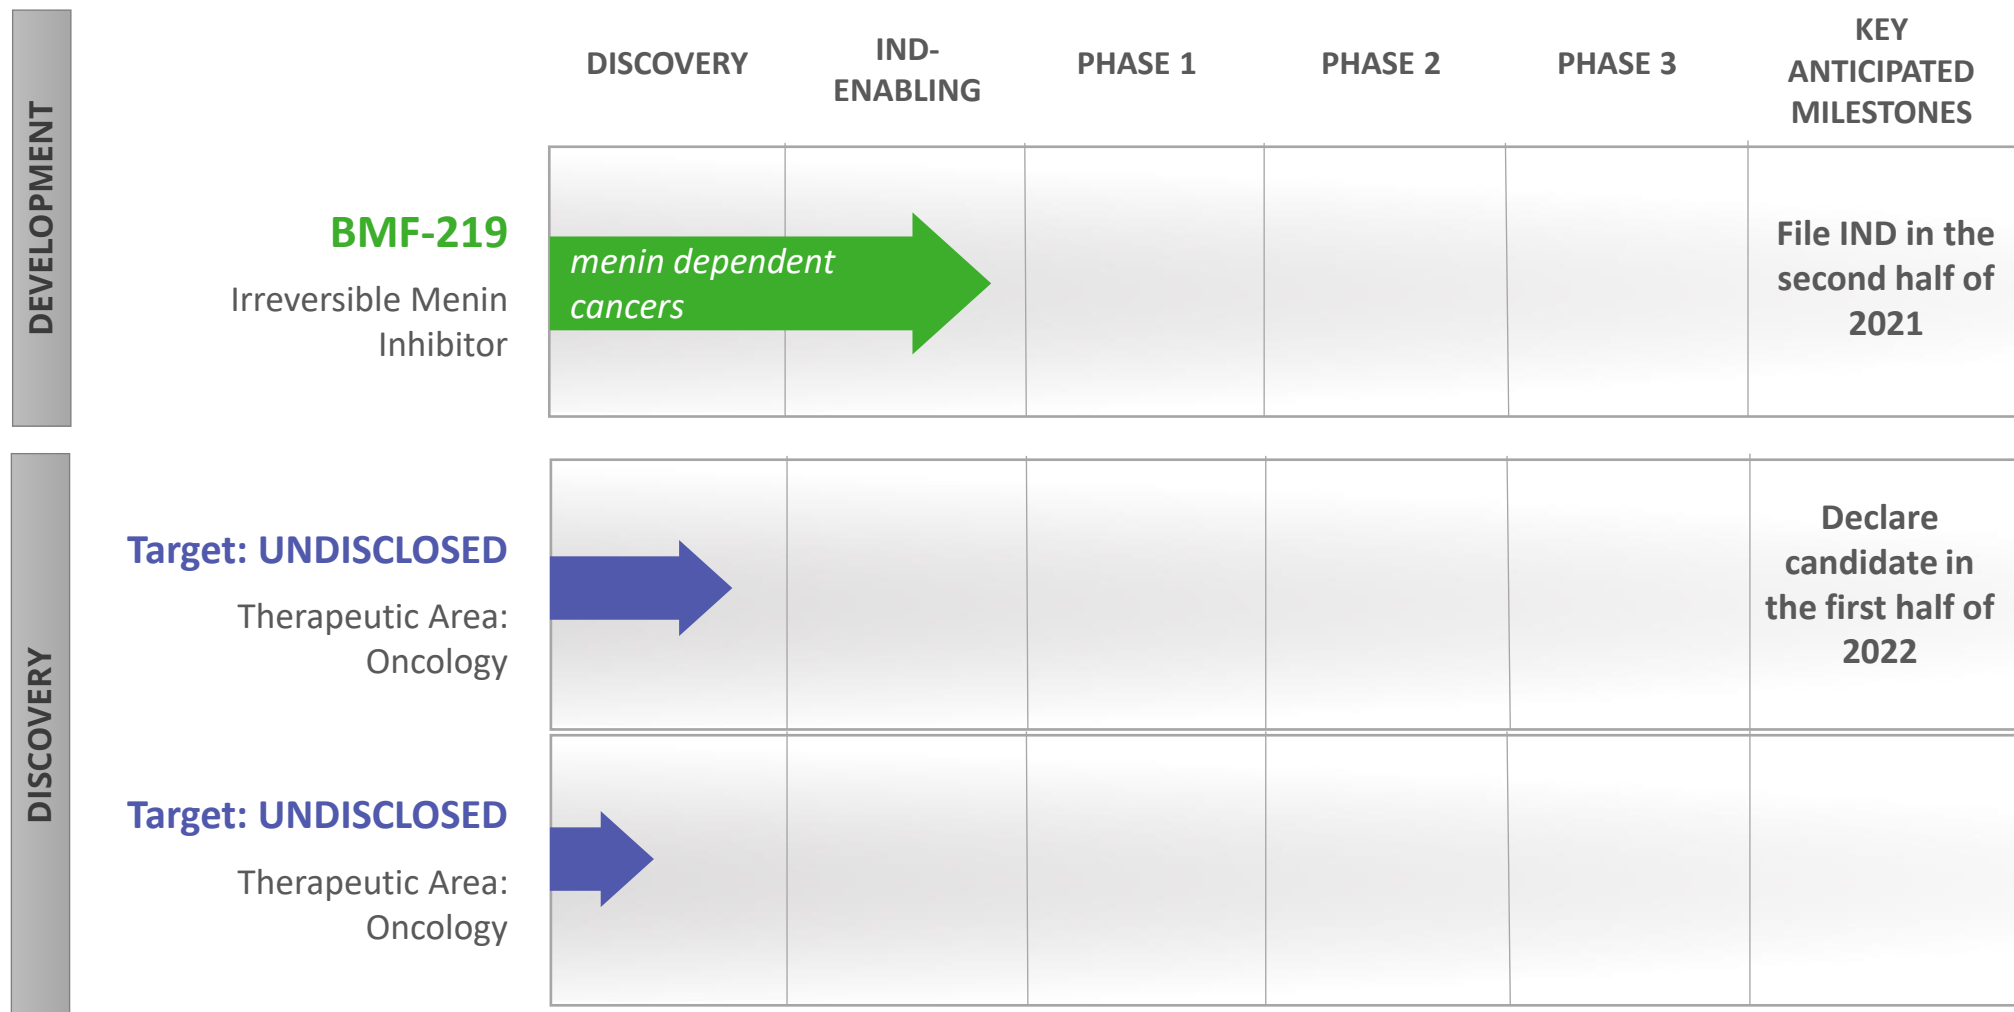 DISCOVERY
IND-
ENABLING
PHASE 1
PHASE 2
PHASE 3
KEY
ANTICIPATED
MILESTONES
DEVELOPMENT
BMF-219
Irreversible Menin
Inhibitor
menin dependent
cancers
File IND in the
second half of
2021
DISCOVERY
Target: UNDISCLOSED
Therapeutic Area:
Oncology
Declare
candidate in
the first half of
2022
Target: UNDISCLOSED
Therapeutic Area:
Oncology